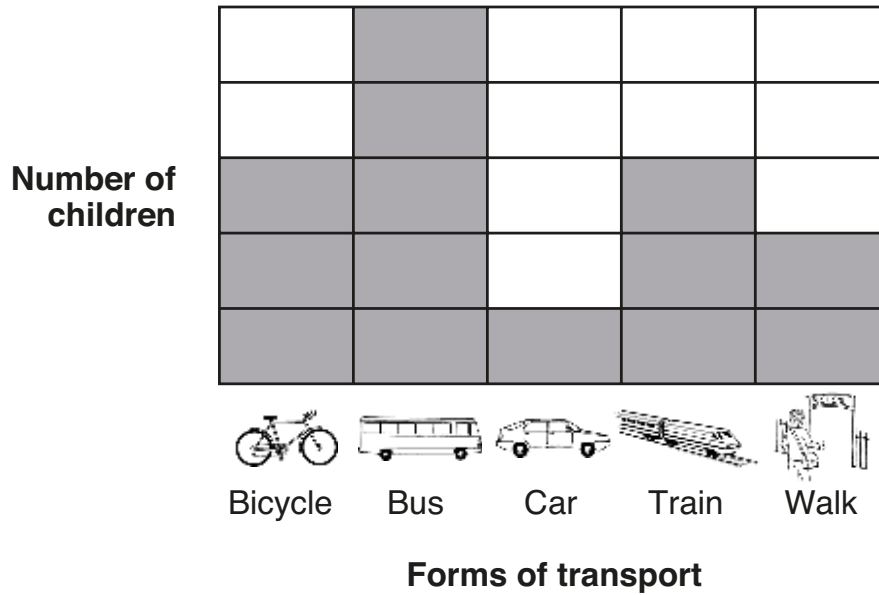 Number of
children
Bicycle Bus Car Train Walk
Forms of transport